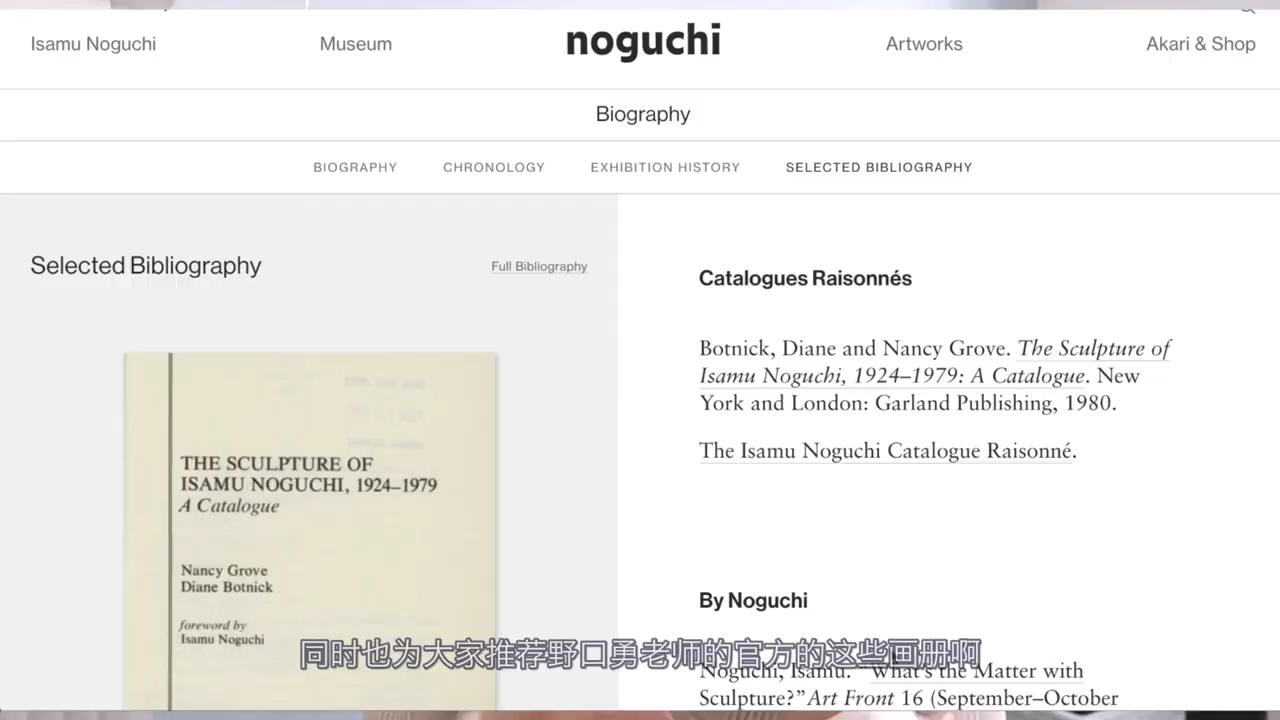 Isamu Noguchi
Museum
noguchi
Artworks
Akari & Shop
Biography
BIOGRAPHY
CHRONOLOGY
EXHIBITION HISTORY
SELECTED BIBLIOGRAPHY
Selected Bibliography
Full Bibliography
THE SCULPTURE OF
ISAMU NOGUCHI, 1924–1979
A Catalogue
Nancy Grove
Diane Botnick
foreword by
Isamu Noguchi
Catalogues Raisonnés
Botnick, Diane and Nancy Grove. The Sculpture of
Isamu Noguchi, 1924–1979: A Catalogue. New
York and London: Garland Publishing, 1980.
The Isamu Noguchi Catalogue Raisonné.
By Noguchi
Noguchi, Isamu. "What's the Matter with
Sculpture?" Art Front 16 (September–October
同时也为大家推荐野口勇老师的官方的这些画册啊